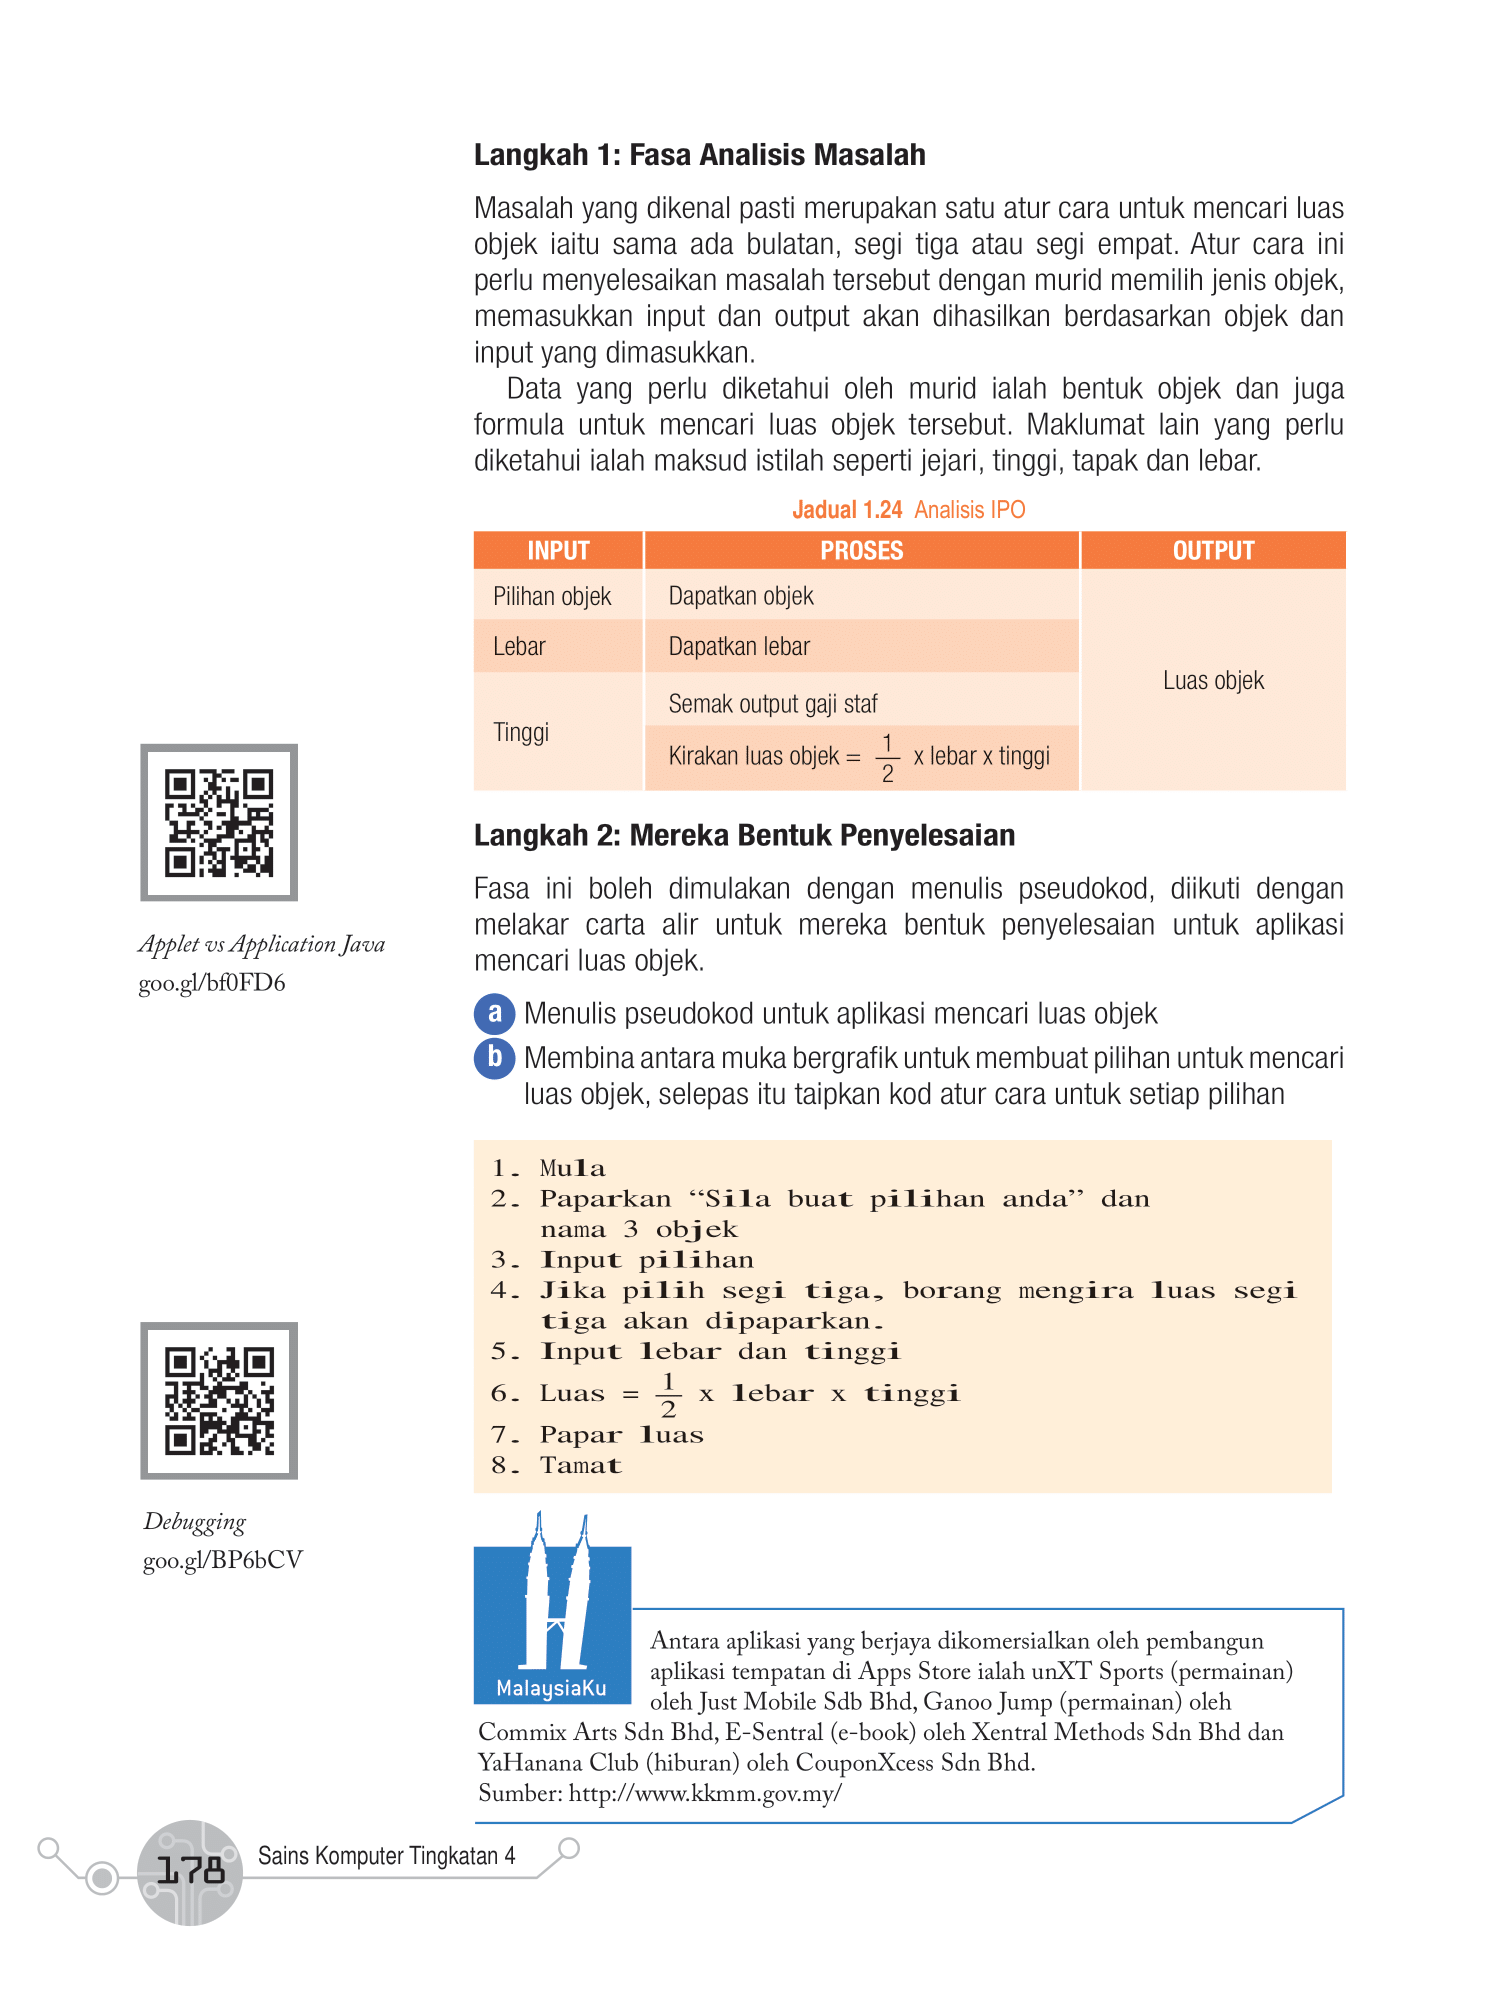 Langkah 1: Fasa Analisis Masalah
Masalah yang dikenal pasti merupakan satu atur cara untuk mencari luas
objek iaitu sama ada bulatan, segi tiga atau segi empat. Atur cara ini
perlu menyelesaikan masalah tersebut dengan murid memilih jenis objek,
memasukkan input dan output akan dihasilkan berdasarkan objek dan
input yang dimasukkan.
Data yang perlu diketahui oleh murid ialah bentuk objek dan juga
formula untuk mencari luas objek tersebut. Maklumat lain yang perlu
diketahui ialah maksud istilah seperti jejari, tinggi, tapak dan lebar.
Jadual 1.24 Analisis IPO
INPUT PROSES OUTPUT
Pilihan objek Dapatkan objek
Lebar Dapatkan lebar
Luas objek
Tinggi
Semak output gaji staf
Kirakan luas objek = 1/2 x lebar x tinggi
Langkah 2: Mereka Bentuk Penyelesaian
Fasa ini boleh dimulakan dengan menulis pseudokod, diikuti dengan
melakar carta alir untuk mereka bentuk penyelesaian untuk aplikasi
mencari luas objek.
a Menulis pseudokod untuk aplikasi mencari luas objek
b Membina antara muka bergrafik untuk membuat pilihan untuk mencari
luas objek, selepas itu taipkan kod atur cara untuk setiap pilihan
1. Mula
2. Paparkan “Sila buat pilihan anda” dan
nama 3 objek
3. Input pilihan
4. Jika pilih segi tiga, borang mengira luas segi
tiga akan dipaparkan.
5. Input lebar dan tinggi
6. Luas = 1/2 x lebar x tinggi
7. Papar luas
8. Tamat
Applet vs Application Java
goo.gl/bf0FD6
Debugging
goo.gl/BP6bCV
MalaysiaKu
Antara aplikasi yang berjaya dikomersialkan oleh pembangun
aplikasi tempatan di Apps Store ialah unXT Sports (permainan)
oleh Just Mobile Sdb Bhd, Ganoo Jump (permainan) oleh
Commix Arts Sdn Bhd, E-Sentral (e-book) oleh Xentral Methods Sdn Bhd dan
YaHanana Club (hiburan) oleh CouponXcess Sdn Bhd.
Sumber: http://www.kkmm.gov.my/
178 Sains Komputer Tingkatan 4